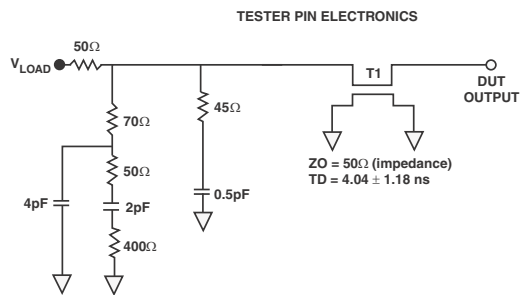 TESTER PIN ELECTRONICS
50Ω
VLOAD
T1
DUT
OUTPUT
70Ω
45Ω
50Ω
ZO = 50Ω (impedance)
TD = 4.04 ± 1.18 ns
4pF
2pF
0.5pF
400Ω